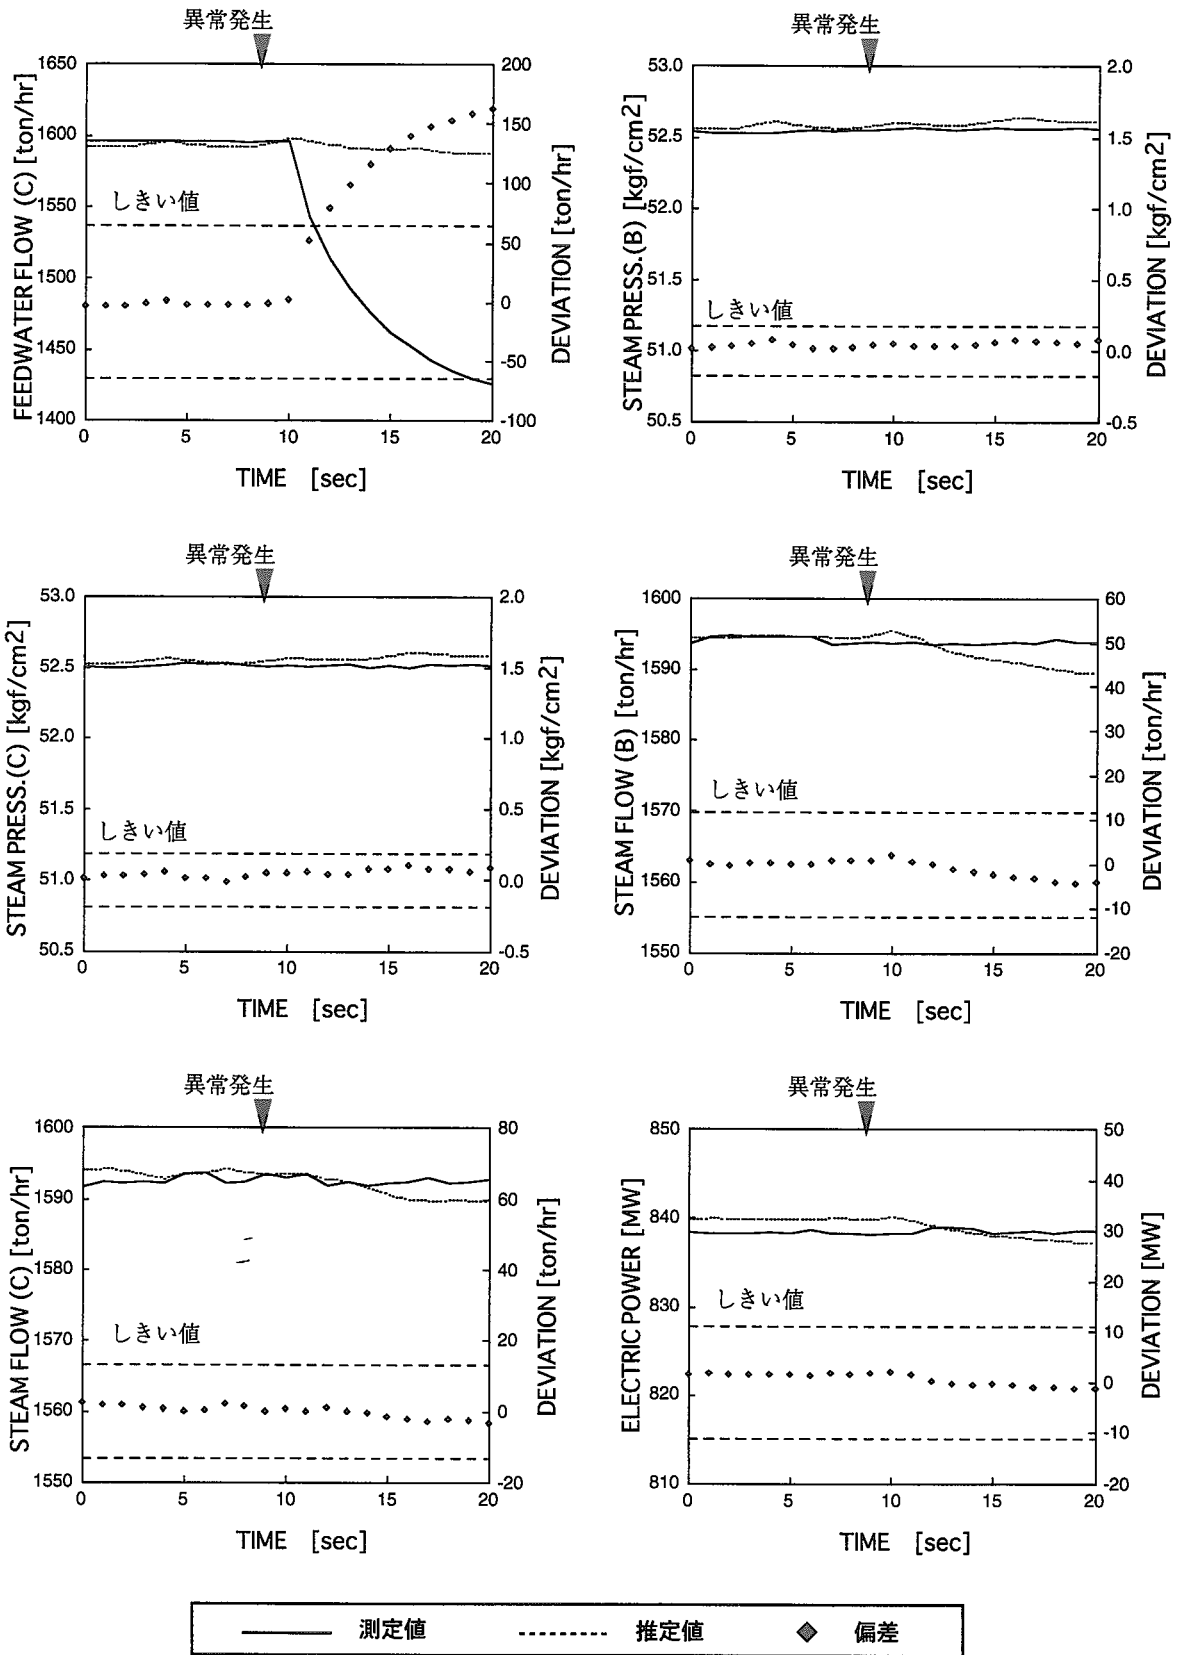 異常発生
FEEDWATER FLOW (C) [ton/hr]
1650
1600
1550
1500
1450
1400
しきい値
200
150
100
50
0
-50
-100
DEVIATION [ton/hr]
0 5 10 15 20
TIME [sec]
異常発生
STEAM PRESS.(B) [kgf/cm2]
53.0
52.5
52.0
51.5
51.0
50.5
しきい値
2.0
1.5
1.0
0.5
0.0
-0.5
DEVIATION [kgf/cm2]
0 5 10 15 20
TIME [sec]
異常発生
STEAM PRESS.(C) [kgf/cm2]
53.0
52.5
52.0
51.5
51.0
50.5
しきい値
2.0
1.5
1.0
0.5
0.0
-0.5
DEVIATION [kgf/cm2]
0 5 10 15 20
TIME [sec]
異常発生
STEAM FLOW (B) [ton/hr]
1600
1590
1580
1570
1560
1550
しきい値
60
50
40
30
20
10
0
-10
-20
DEVIATION [ton/hr]
0 5 10 15 20
TIME [sec]
異常発生
STEAM FLOW (C) [ton/hr]
1600
1590
1580
1570
1560
1550
しきい値
80
60
40
20
0
-20
DEVIATION [ton/hr]
0 5 10 15 20
TIME [sec]
異常発生
ELECTRIC POWER [MW]
850
840
830
820
810
しきい値
50
40
30
20
10
0
-10
-20
DEVIATION [MW]
0 5 10 15 20
TIME [sec]
測定値 推定値 偏差